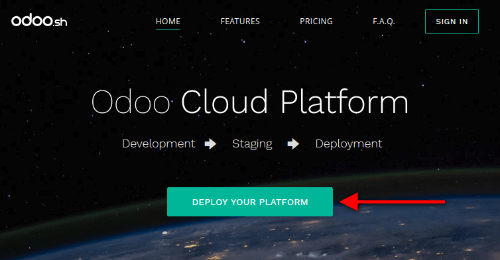 odoo.sh HOME FEATURES PRICING F.A.Q. SIGN IN
Odoo Cloud Platform
Development Staging Deployment
DEPLOY YOUR PLATFORM